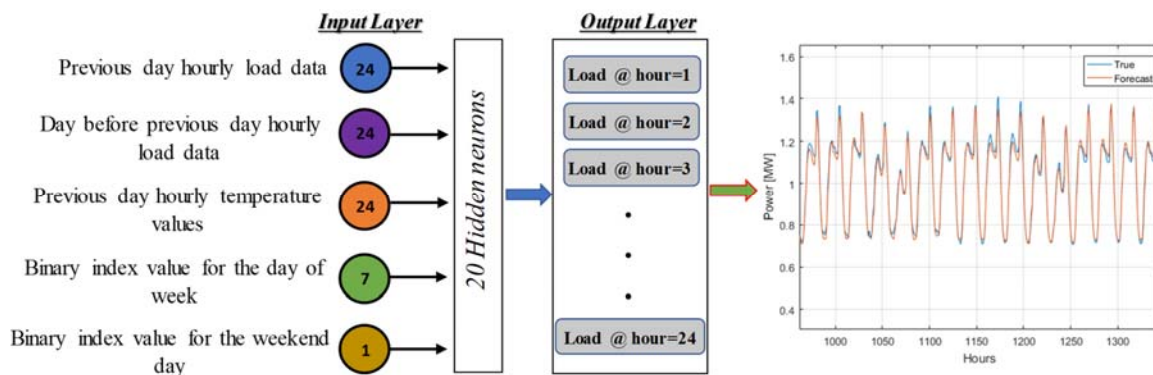 Input Layer
Previous day hourly load data
24
Day before previous day hourly
load data
24
Previous day hourly temperature
values
24
Binary index value for the day of
week
7
Binary index value for the weekend
day
1
20 Hidden neurons
Output Layer
Load @ hour=1
Load @ hour=2
Load @ hour=3
Load @ hour=24
True
Forecast
Power [MW]
1.6
1.4
1.2
1
0.8
0.6
0.4
1000
1050
1100
1150
1200
1250
1300
Hours